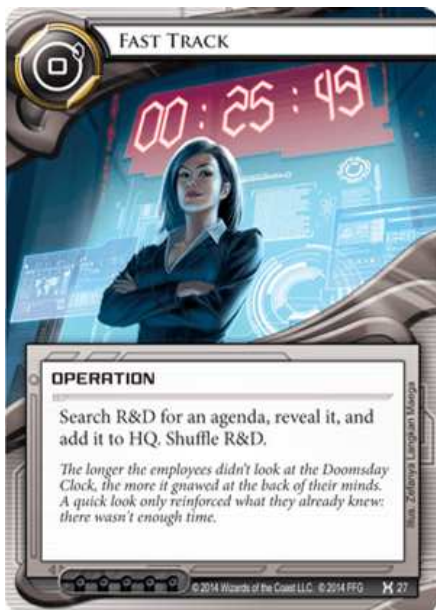 FAST TRACK
0
00:25:49
OPERATION
Search R&D for an agenda, reveal it, and
add it to HQ. Shuffle R&D.
The longer the employees didn't look at the Doomsday
Clock, the more it gnawed at the back of their minds.
A quick look only reinforced what they already knew:
there wasn't enough time.
Illus. Zefanya Langkan Maega
© 2014 Wizards of the Coast LLC. © 2014 FFG
27